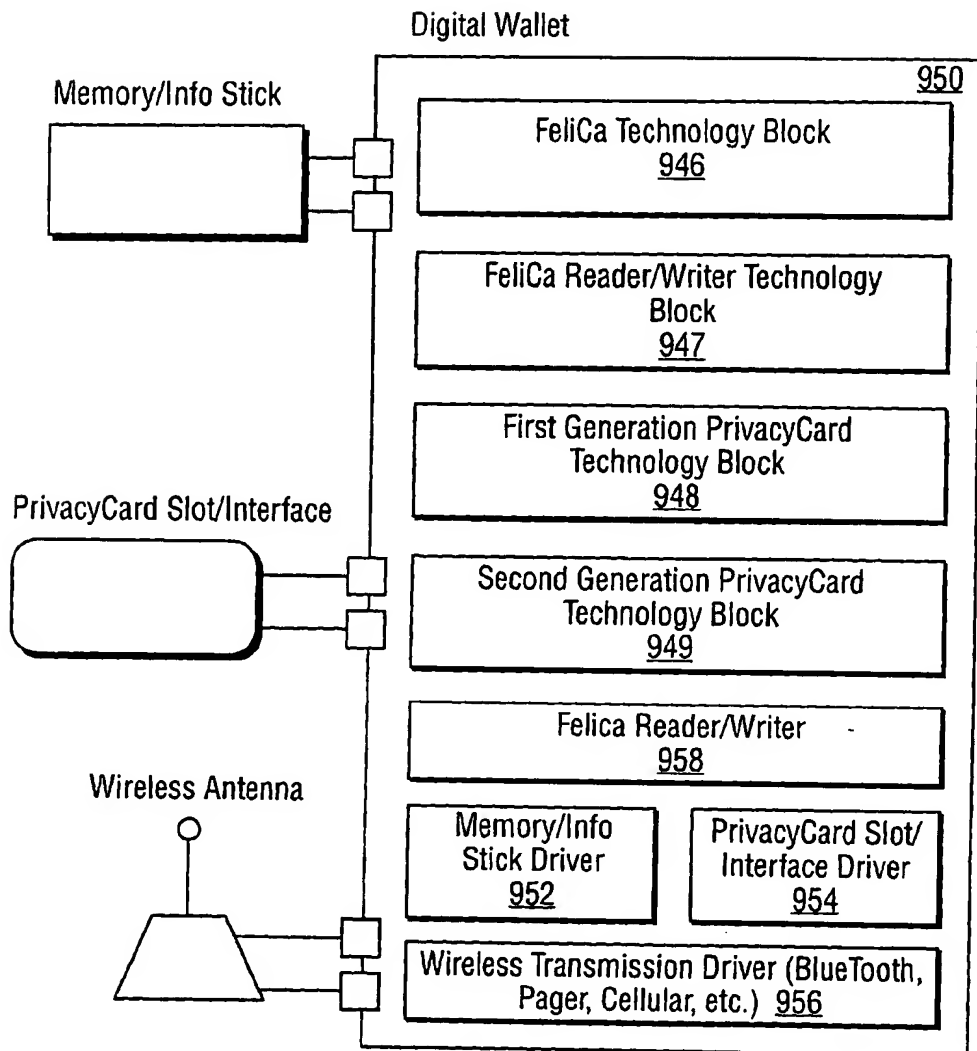 Digital Wallet
950
Memory/Info Stick
FeliCa Technology Block
946
FeliCa Reader/Writer Technology
Block
947
First Generation PrivacyCard
Technology Block
948
PrivacyCard Slot/Interface
Second Generation PrivacyCard
Technology Block
949
Felica Reader/Writer
958
Wireless Antenna
Memory/Info
Stick Driver
952
PrivacyCard Slot/
Interface Driver
954
Wireless Transmission Driver (BlueTooth,
Pager, Cellular, etc.) 956